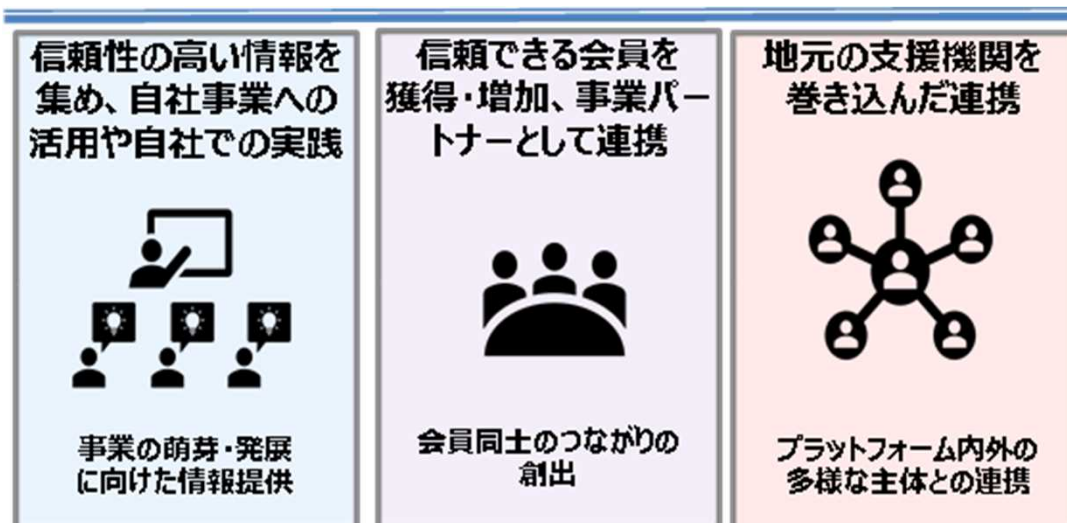 信頼性の高い情報を
集め、自社事業への
活用や自社での実践
事業の萌芽・発展
に向けた情報提供
信頼できる会員を
獲得・増加、事業パー
トナーとして連携
会員同士のつながりの
創出
地元の支援機関を
巻き込んだ連携
プラットフォーム内外の
多様な主体との連携